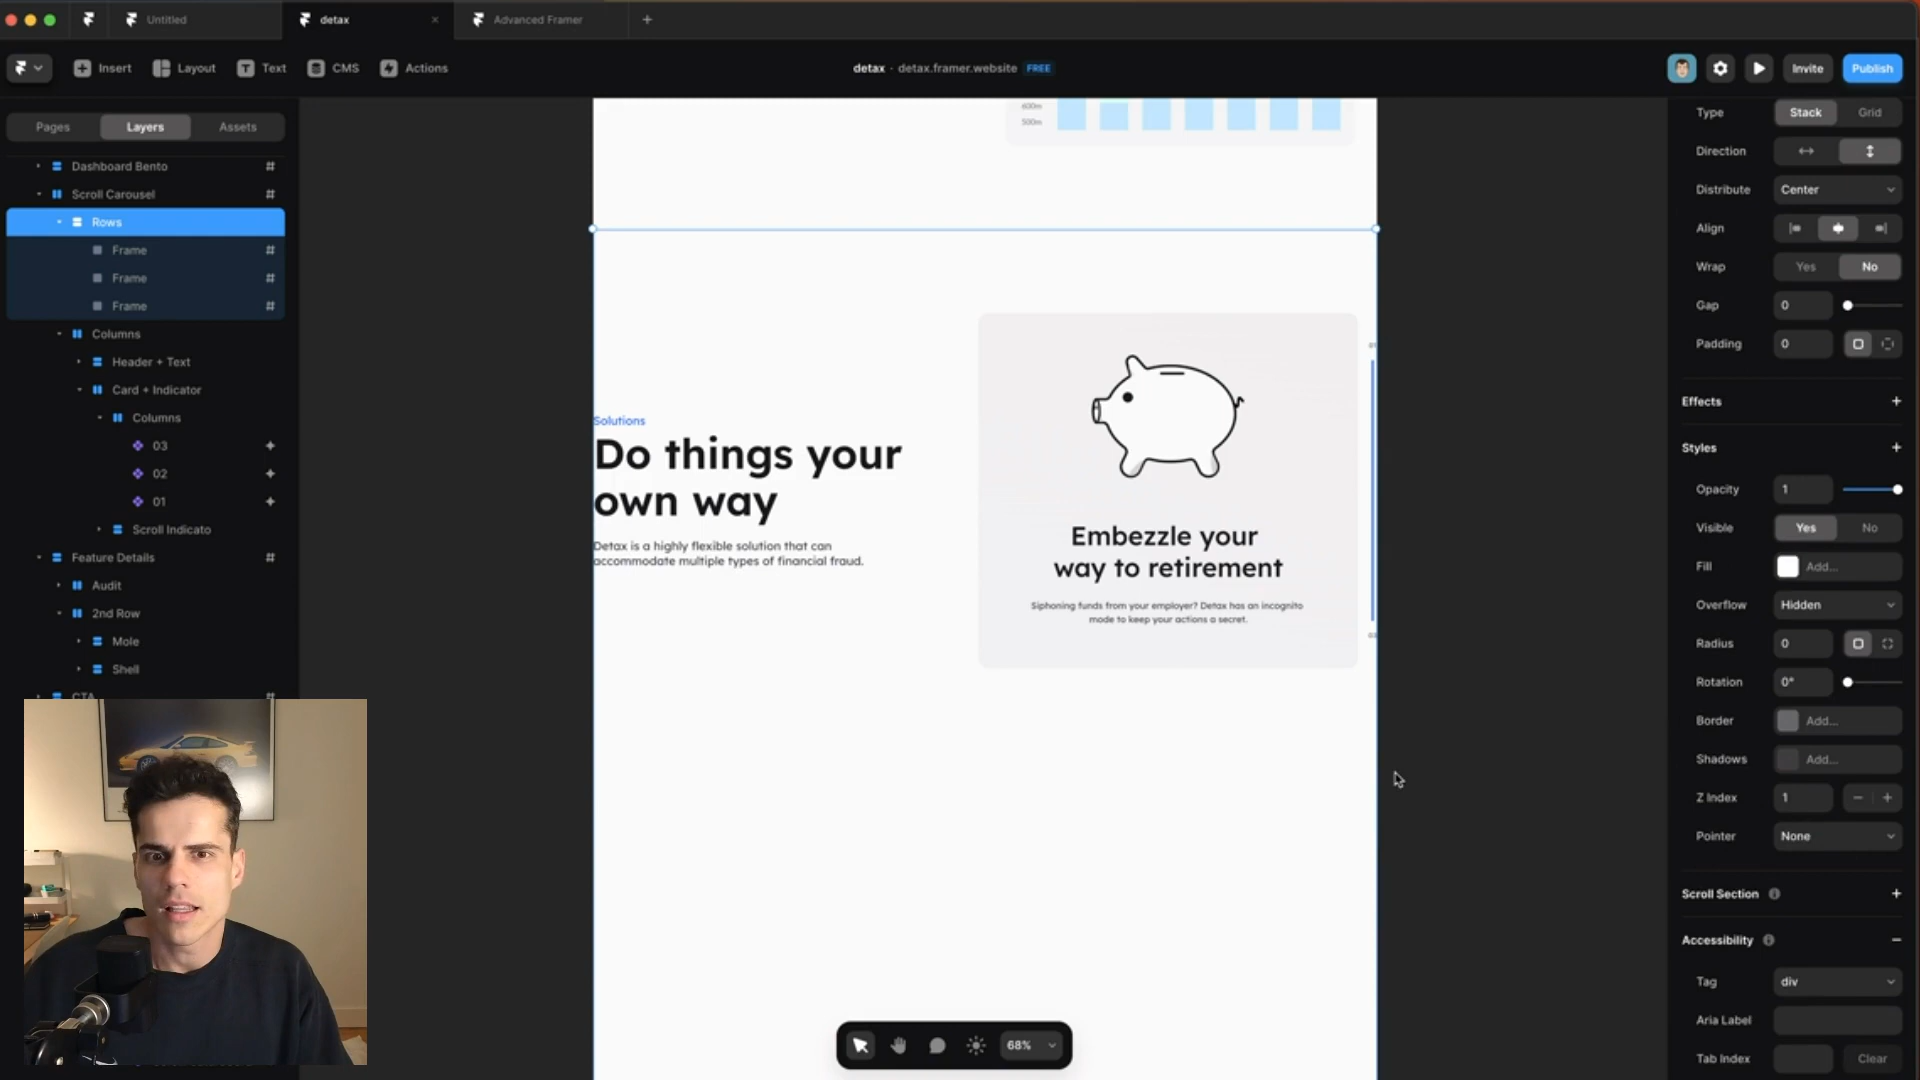 Untitled
detax
Advanced Framer
Insert
Layout
Text
CMS
Actions
detax - detax.framer.website FREE
Invite
Publish
Pages
Layers
Assets
Dashboard Bento
Scroll Carousel
Rows
Frame
Frame
Frame
Columns
Header + Text
Card + Indicator
Columns
03
02
01
Scroll Indicato
Feature Details
Audit
2nd Row
Mole
Shell
CTA
600m
500m
Solutions
Do things your
own way
Detax is a highly flexible solution that can
accommodate multiple types of financial fraud.
Embezzle your
way to retirement
Siphoning funds from your employer? Detax has an incognito
mode to keep your actions a secret.
68%
Type
Stack
Grid
Direction
Distribute
Center
Align
Wrap
Yes
No
Gap
0
Padding
0
Effects
Styles
Opacity
1
Visible
Yes
No
Fill
Add...
Overflow
Hidden
Radius
0
Rotation
0°
Border
Add...
Shadows
Add...
Z Index
1
Pointer
None
Scroll Section
Accessibility
Tag
div
Aria Label
Tab Index
Clear